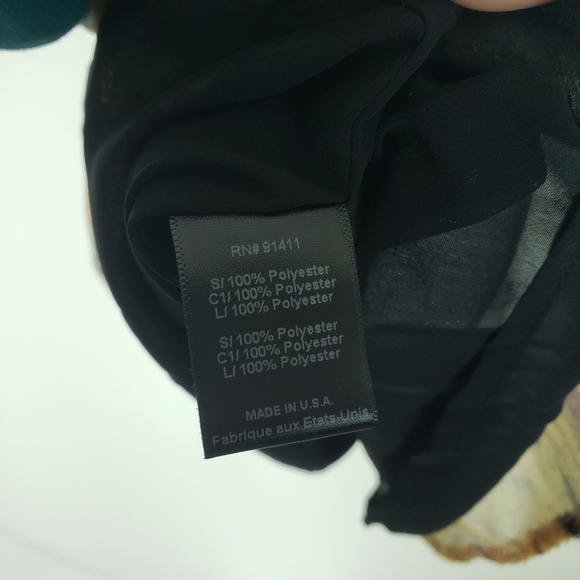 RN# 91411
S/ 100% Polyester
C1/ 100% Polyester
L/ 100% Polyester
S/ 100% Polyester
C1/ 100% Polyester
L/ 100% Polyester
MADE IN U.S.A.
Fabrique aux Etats-Unis